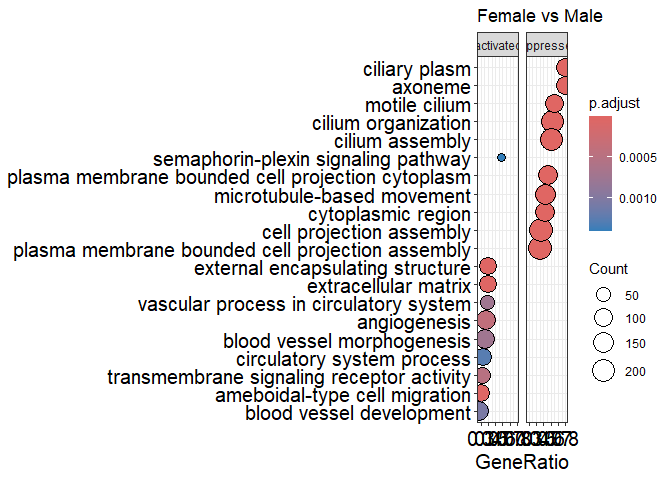 Female vs Male
activated
ppresse
ciliary plasm
axoneme
motile cilium
cilium organization
cilium assembly
semaphorin-plexin signaling pathway
plasma membrane bounded cell projection cytoplasm
microtubule-based movement
cytoplasmic region
cell projection assembly
plasma membrane bounded cell projection assembly
external encapsulating structure
extracellular matrix
vascular process in circulatory system
angiogenesis
blood vessel morphogenesis
circulatory system process
transmembrane signaling receptor activity
ameboidal-type cell migration
blood vessel development
GeneRatio
p.adjust
0.0005
0.0010
Count
50
100
150
200